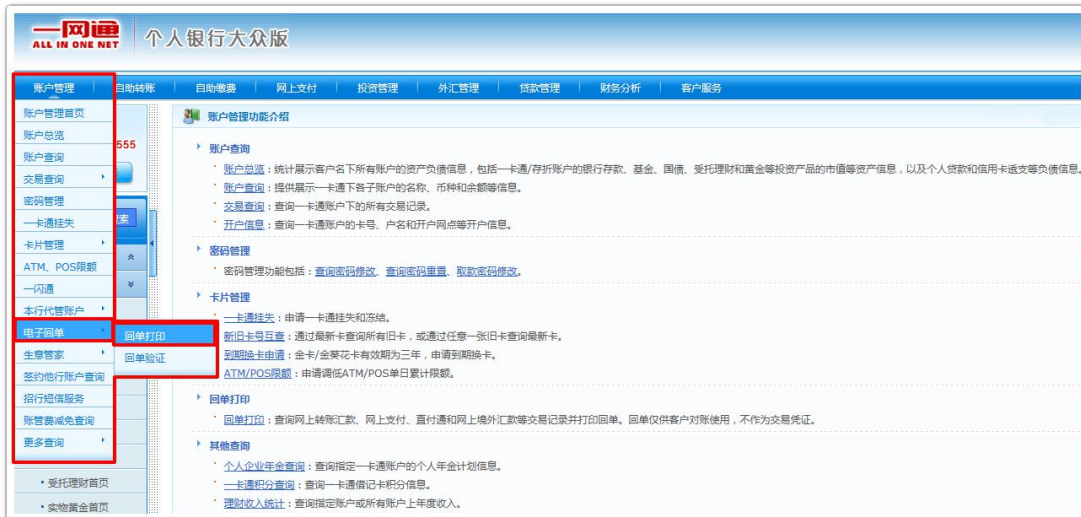 一网通
ALL IN ONE NET
个人银行大众版
账户管理 自助转账 自助缴费 网上支付 投资管理 外汇管理 贷款管理 财务分析 客户服务
账户管理首页
账户总览
账户查询
交易查询
密码管理
一卡通挂失
卡片管理
ATM、POS限额
一闪通
本行代管账户
电子回单
生意管家
签约他行账户查询
招行短信服务
账管费减免查询
更多查询
回单打印
回单验证
555
索
受托理财首页
实物黄金首页
账户管理功能介绍
账户查询
账户总览：统计展示客户名下所有账户的资产负债信息，包括一卡通/存折账户的银行存款、基金、国债、受托理财和黄金等投资产品的市值等资产信息，以及个人贷款和信用卡透支等负债信息。
账户查询：提供展示一卡通下各子账户的名称、币种和余额等信息。
交易查询：查询一卡通账户下的所有交易记录。
开户信息：查询一卡通账户的卡号、户名和开户网点等开户信息。
密码管理
密码管理功能包括：查询密码修改、查询密码重置、取款密码修改。
卡片管理
一卡通挂失：申请一卡通挂失和冻结。
新旧卡号互查：通过最新卡查询所有旧卡，或通过任意一张旧卡查询最新卡。
到期换卡申请：金卡/金葵花卡有效期为三年，申请到期换卡。
ATM/POS限额：申请调低ATM/POS单日累计限额。
回单打印
回单打印：查询网上转账汇款、网上支付、直付通和网上境外汇款等交易记录并打印回单。回单仅供客户对账使用，不作为交易凭证。
其他查询
个人企业年金查询：查询指定一卡通账户的个人年金计划信息。
一卡通积分查询：查询一卡通借记卡积分信息。
理财收入统计：查询指定账户或所有账户上年度收入。